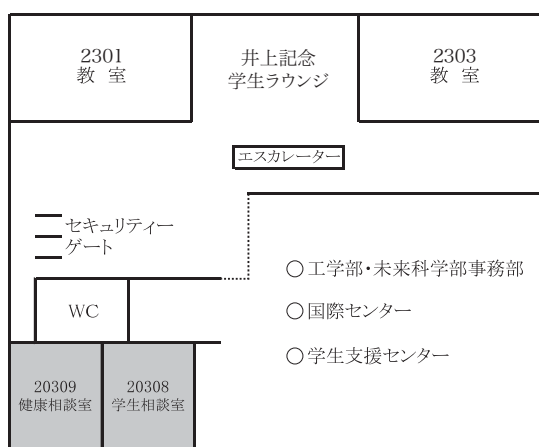 2301
教 室
井上記念
学生ラウンジ
2303
教 室
エスカレーター
セキュリティー
ゲート
○工学部・未来科学部事務部
WC
○国際センター
○学生支援センター
20309
健康相談室
20308
学生相談室